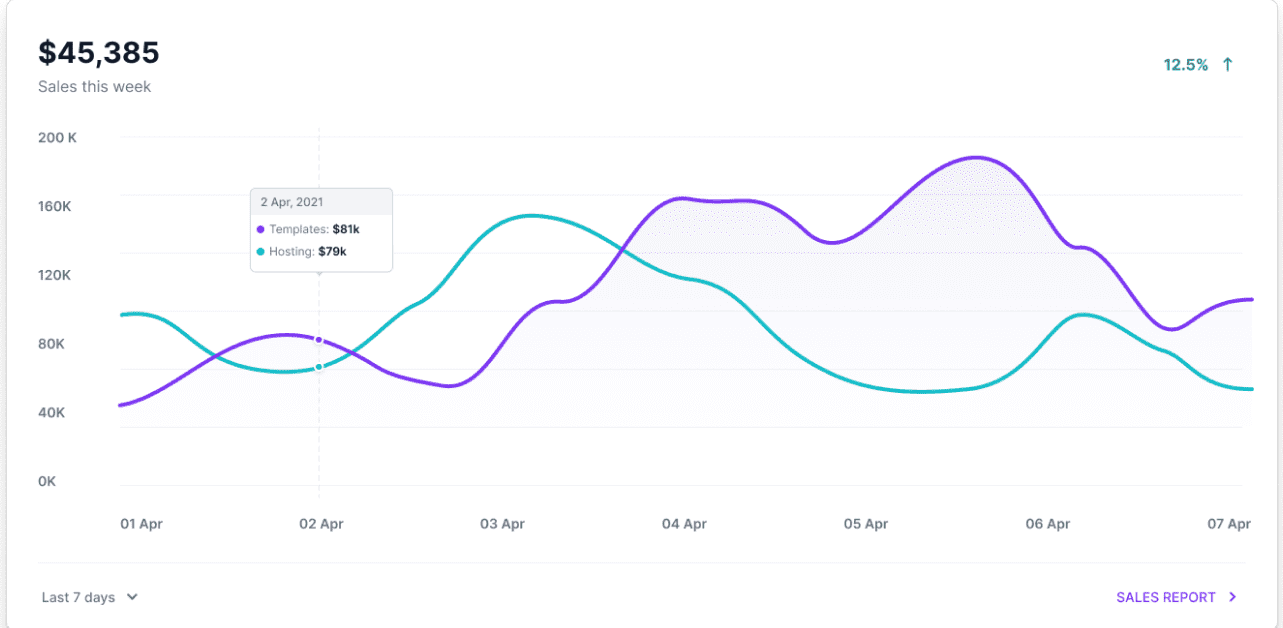 $45,385
Sales this week
12.5% ↑
200 K
160K
120K
80K
40K
0K
2 Apr, 2021
Templates: $81k
Hosting: $79k
01 Apr
02 Apr
03 Apr
04 Apr
05 Apr
06 Apr
07 Apr
Last 7 days
SALES REPORT